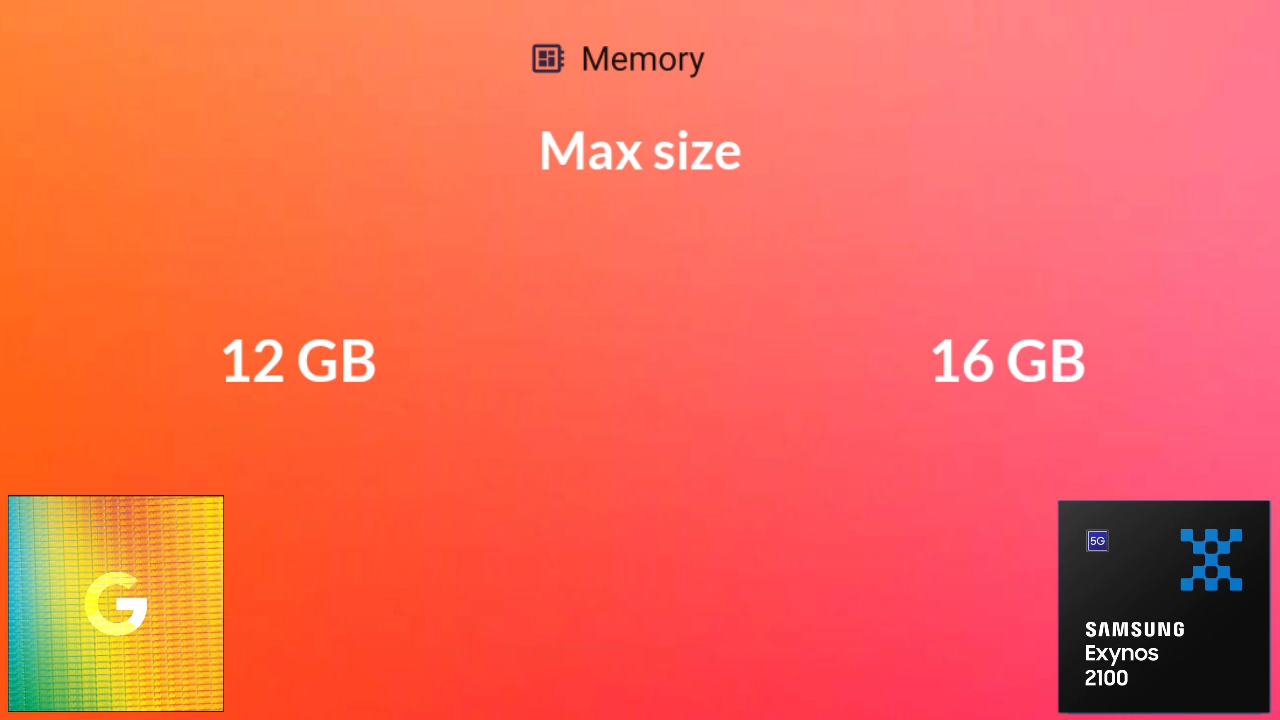 Memory
Max size
12 GB
16 GB
G
5G
SAMSUNG
Exynos
2100